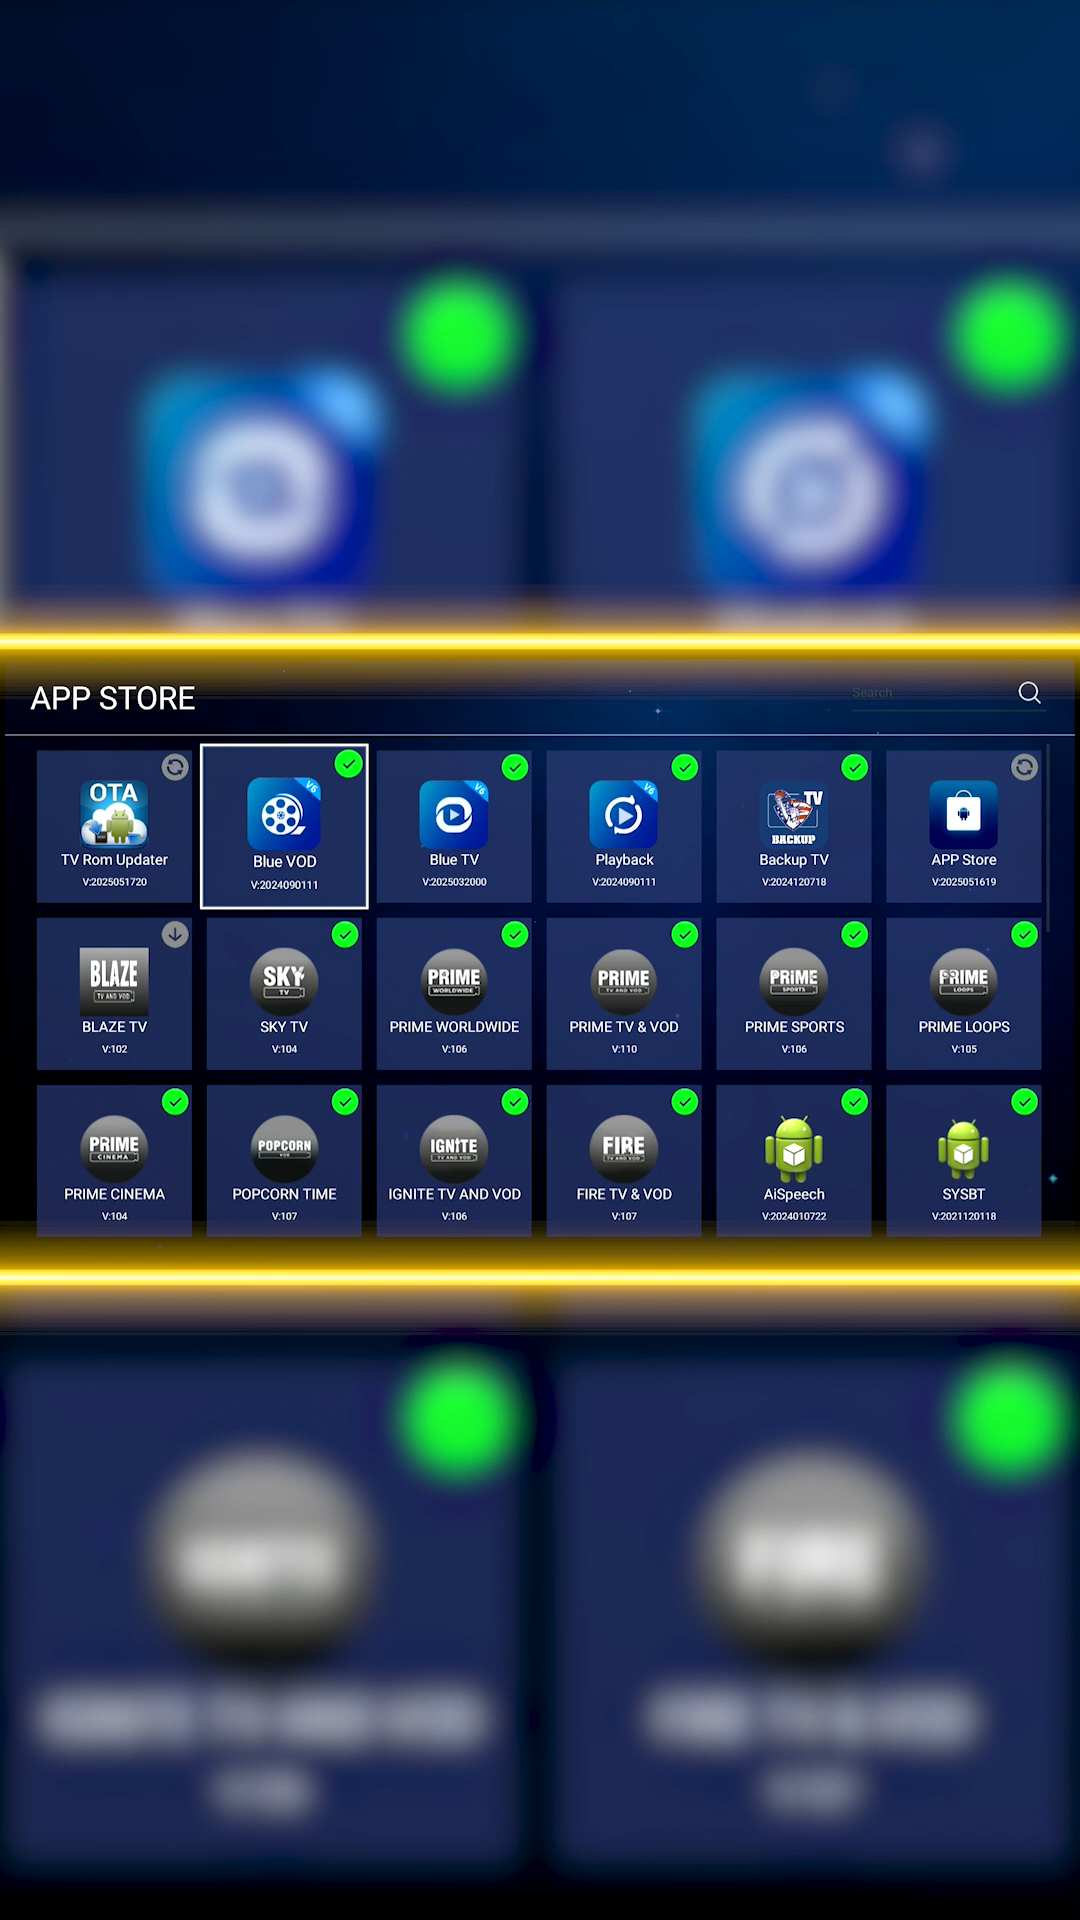 APP STORE
Search
OTA
TV Rom Updater
V:2025051720
V6
Blue VOD
V:2024090111
V6
Blue TV
V:2025032000
V6
Playback
V:2024090111
TV
BACKUP
Backup TV
V:2024120718
APP Store
V:2025051619
BLAZE
TV AND VOD
BLAZE TV
V:102
SKY
TV
SKY TV
V:104
PRIME
WORLDWIDE
PRIME WORLDWIDE
V:106
PRIME
TV AND VOD
PRIME TV & VOD
V:110
PRIME
SPORTS
PRIME SPORTS
V:106
PRIME
LOOPS
PRIME LOOPS
V:105
PRIME
CINEMA
PRIME CINEMA
V:104
POPCORN
POPCORN TIME
V:107
IGNITE
TV AND VOD
IGNITE TV AND VOD
V:106
FIRE
TV AND VOD
FIRE TV & VOD
V:107
AiSpeech
V:2024010722
SYSBT
V:2021120118